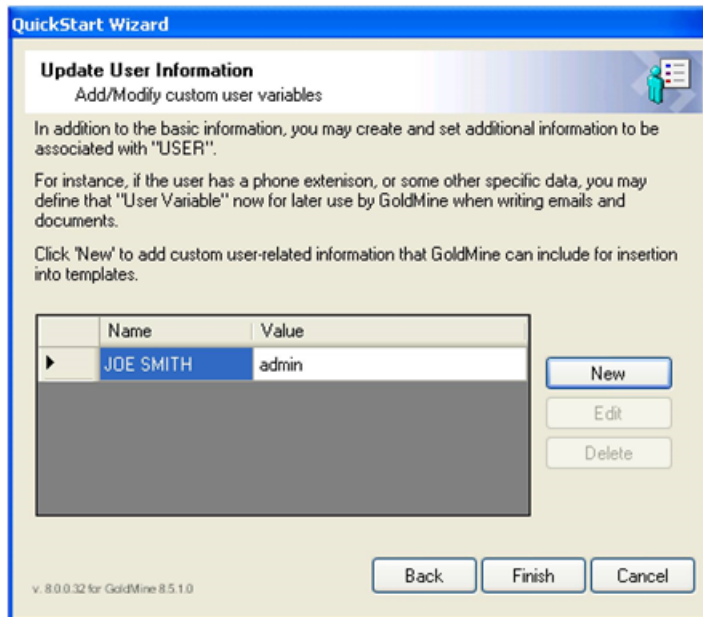 QuickStart Wizard
Update User Information
Add/Modify custom user variables
In addition to the basic information, you may create and set additional information to be
associated with "USER".
For instance, if the user has a phone extenison, or some other specific data, you may
define that "User Variable" now for later use by GoldMine when writing emails and
documents.
Click 'New' to add custom user-related information that GoldMine can include for insertion
into templates.
Name Value
JOE SMITH admin
New
Edit
Delete
Back Finish Cancel
v. 8.0.0.32 for GoldMine 8.5.1.0